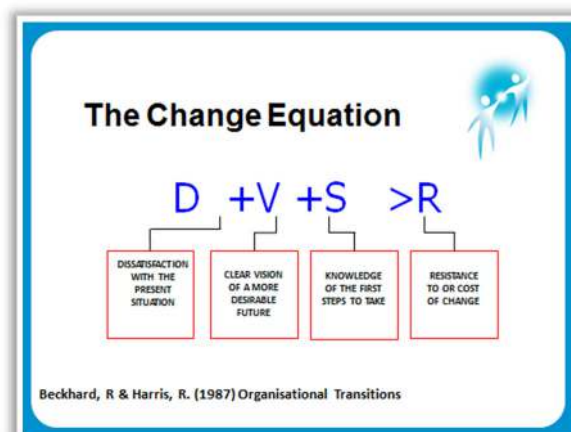 The Change Equation
D +V +S >R
DISSATISFACTION
WITH THE
PRESENT
SITUATION
CLEAR VISION
OF A MORE
DESIRABLE
FUTURE
KNOWLEDGE
OF THE FIRST
STEPS TO TAKE
RESISTANCE
TO OR COST
OF CHANGE
Beckhard, R & Harris, R. (1987) Organisational Transitions